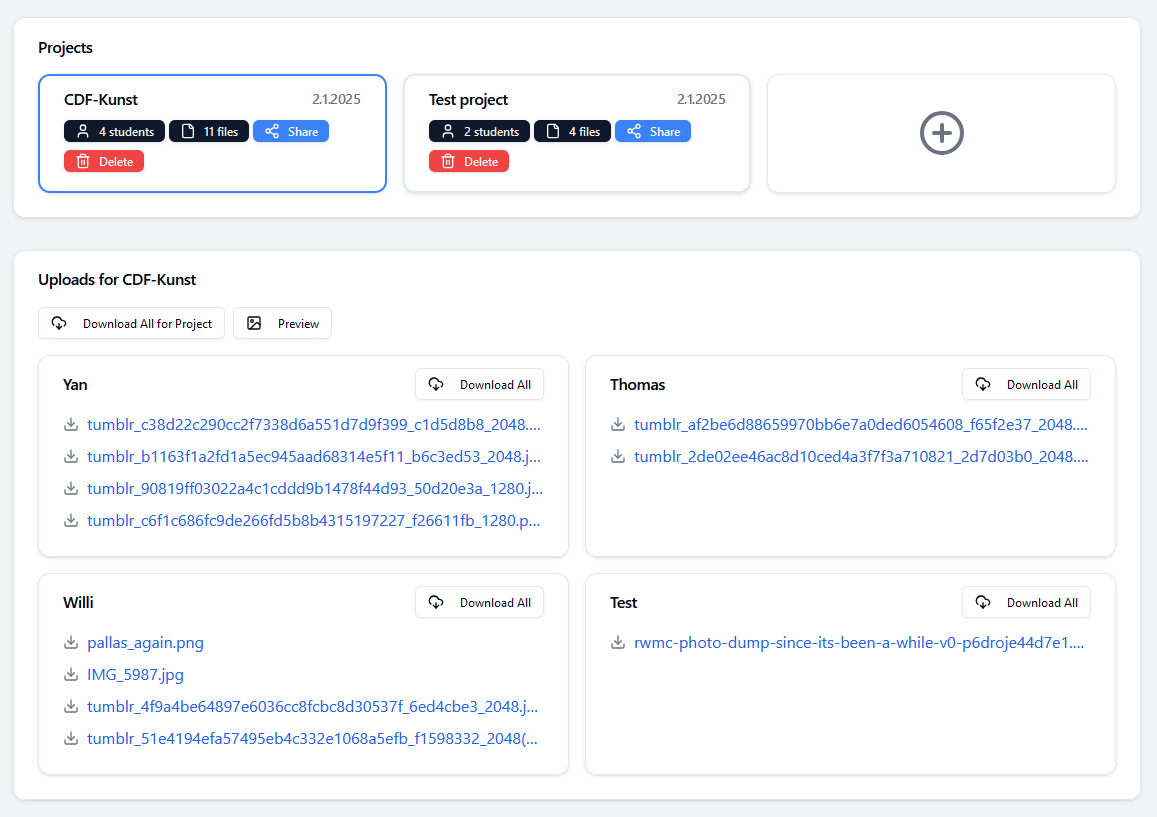 Projects
CDF-Kunst 2.1.2025
4 students 11 files Share
Delete
Test project 2.1.2025
2 students 4 files Share
Delete
Uploads for CDF-Kunst
Download All for Project Preview
Yan Download All
tumblr_c38d22c290cc2f7338d6a551d7d9f399_c1d5d8b8_2048....
tumblr_b1163f1a2fd1a5ec945aad68314e5f11_b6c3ed53_2048.j...
tumblr_90819ff03022a4c1cddd9b1478f44d93_50d20e3a_1280.j...
tumblr_c6f1c686fc9de266fd5b8b4315197227_f26611fb_1280.p...
Thomas Download All
tumblr_af2be6d88659970bb6e7a0ded6054608_f65f2e37_2048....
tumblr_2de02ee46ac8d10ced4a3f7f3a710821_2d7d03b0_2048....
Willi Download All
pallas_again.png
IMG_5987.jpg
tumblr_4f9a4be64897e6036cc8fcbc8d30537f_6ed4cbe3_2048.j...
tumblr_51e4194efa57495eb4c332e1068a5efb_f1598332_2048(...
Test Download All
rwmc-photo-dump-since-its-been-a-while-v0-p6droje44d7e1....